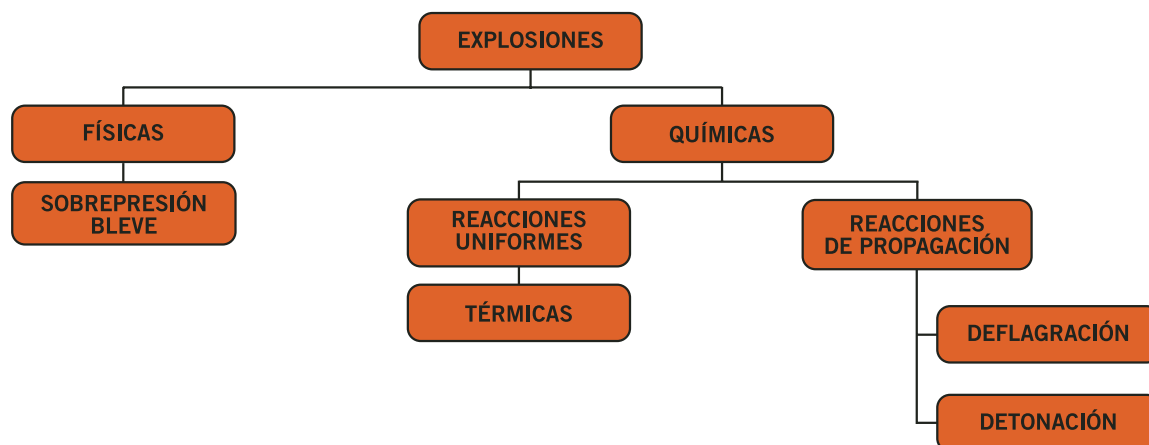 EXPLOSIONES
FÍSICAS
QUÍMICAS
SOBREPRESIÓN
BLEVE
REACCIONES
UNIFORMES
REACCIONES
DE PROPAGACIÓN
TÉRMICAS
DEFLAGRACIÓN
DETONACIÓN